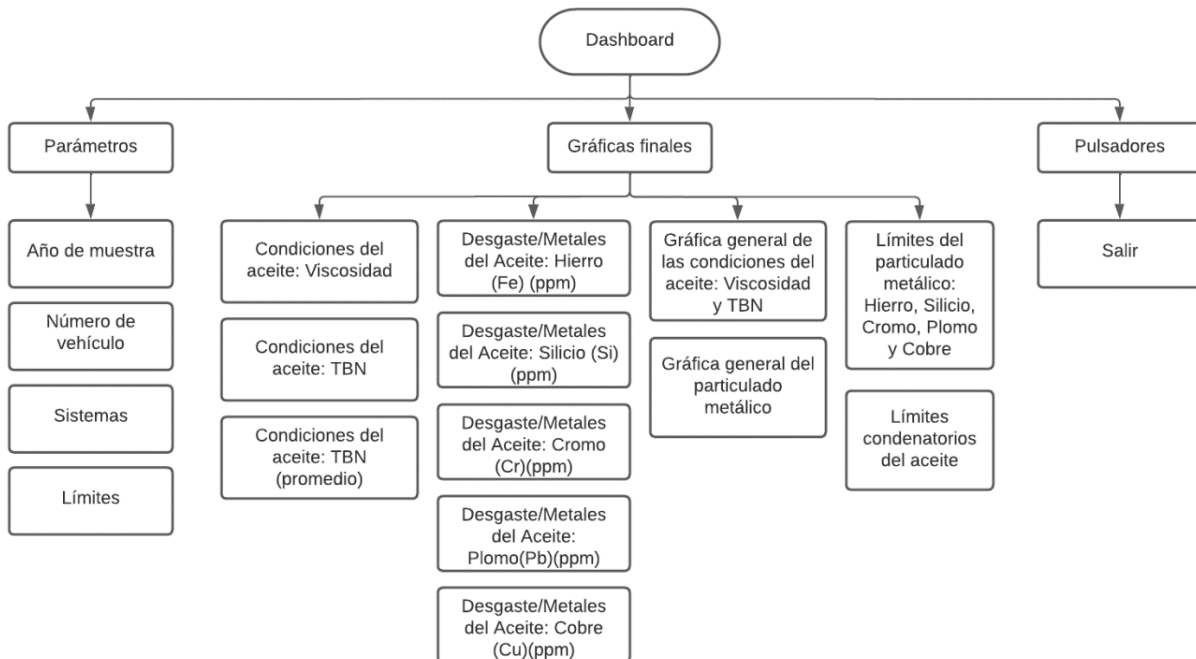 Dashboard
Parámetros
Gráficas finales
Pulsadores
Año de muestra
Número de
vehículo
Sistemas
Límites
Condiciones del
aceite: Viscosidad
Condiciones del
aceite: TBN
Condiciones del
aceite: TBN
(promedio)
Desgaste/Metales
del Aceite: Hierro
(Fe) (ppm)
Desgaste/Metales
del Aceite: Silicio (Si)
(ppm)
Desgaste/Metales
del Aceite: Cromo
(Cr)(ppm)
Desgaste/Metales
del Aceite:
Plomo(Pb)(ppm)
Desgaste/Metales
del Aceite: Cobre
(Cu)(ppm)
Gráfica general de
las condiciones del
aceite: Viscosidad
y TBN
Gráfica general del
particulado
metálico
Límites del
particulado
metálico:
Hierro, Silicio,
Cromo, Plomo
y Cobre
Límites
condenatorios
del aceite
Salir